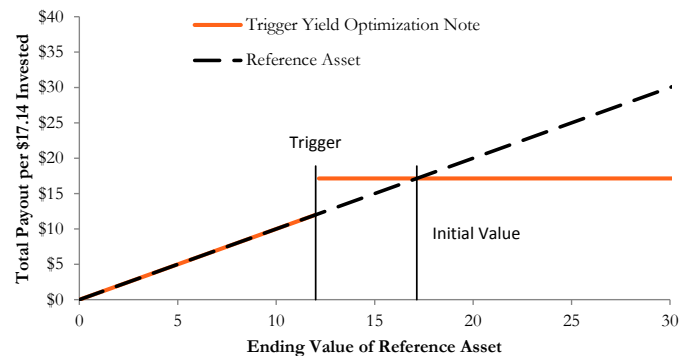 Total Payout per $17.14 Invested
$40
$35
$30
$25
$20
$15
$10
$5
$0
Trigger Yield Optimization Note
Reference Asset
Trigger
Initial Value
0 5 10 15 20 25 30
Ending Value of Reference Asset